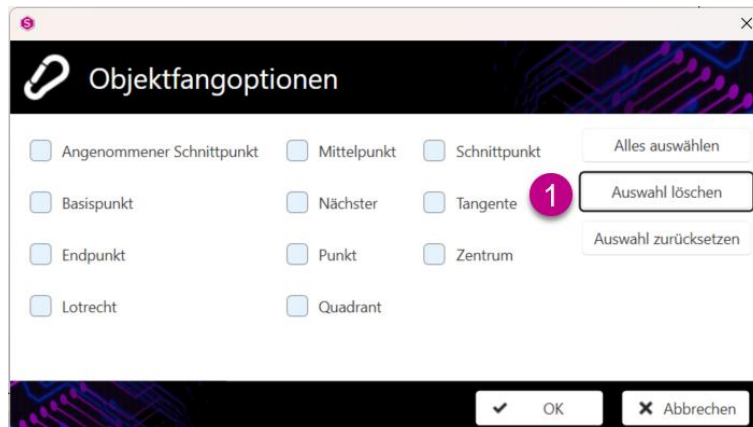 S
Objektfangoptionen
Angenommener Schnittpunkt
Mittelpunkt
Schnittpunkt
Alles auswählen
Basispunkt
Nächster
Tangente
1
Auswahl löschen
Endpunkt
Punkt
Zentrum
Auswahl zurücksetzen
Lotrecht
Quadrant
OK
Abbrechen